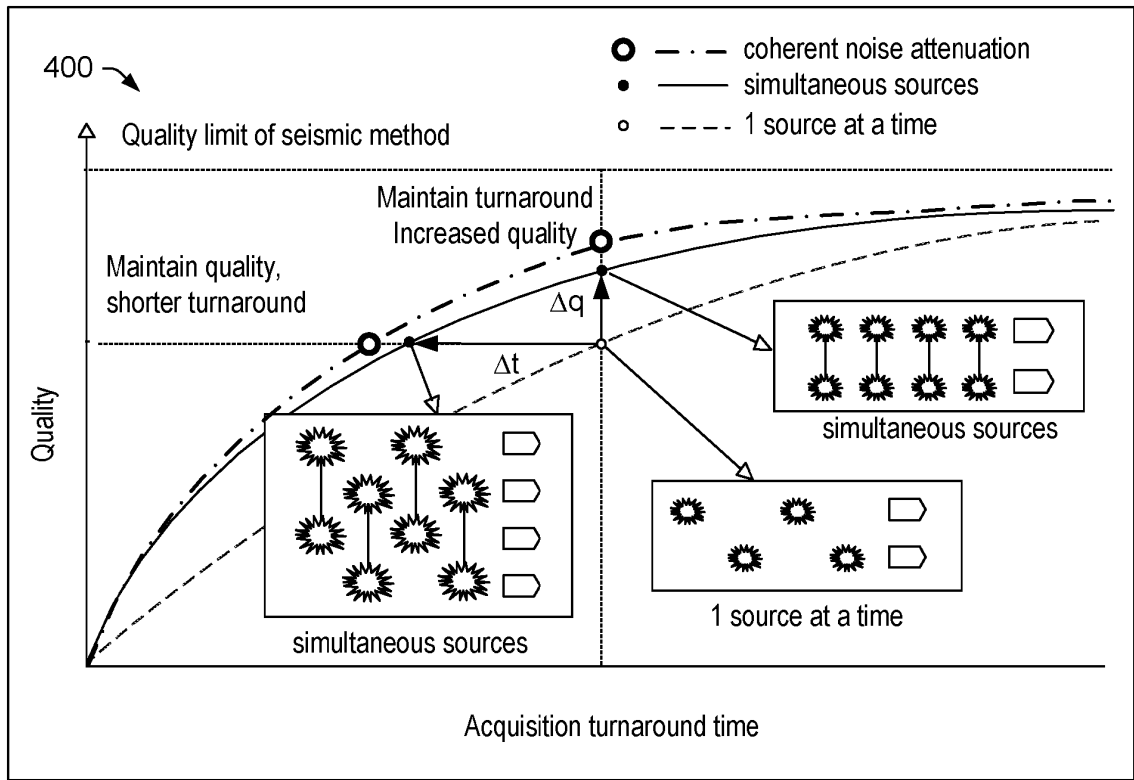 400
coherent noise attenuation
simultaneous sources
1 source at a time
Quality limit of seismic method
Maintain turnaround
Increased quality
Maintain quality,
shorter turnaround
Δq
Δt
simultaneous sources
1 source at a time
simultaneous sources
Quality
Acquisition turnaround time